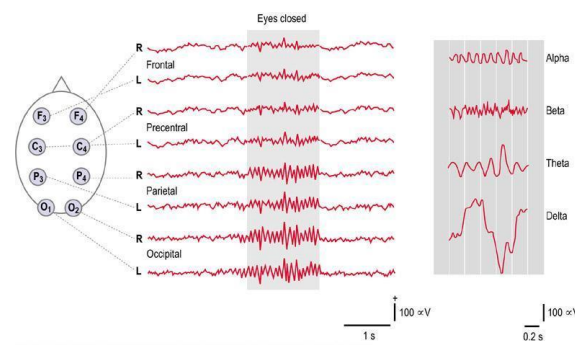 Eyes closed
R
Frontal
L
R
Precentral
L
R
Parietal
L
R
Occipital
L
F3 F4
C3 C4
P3 P4
O1 O2
+
100 ∝V
1 s
Alpha
Beta
Theta
Delta
100 ∝V
0.2 s